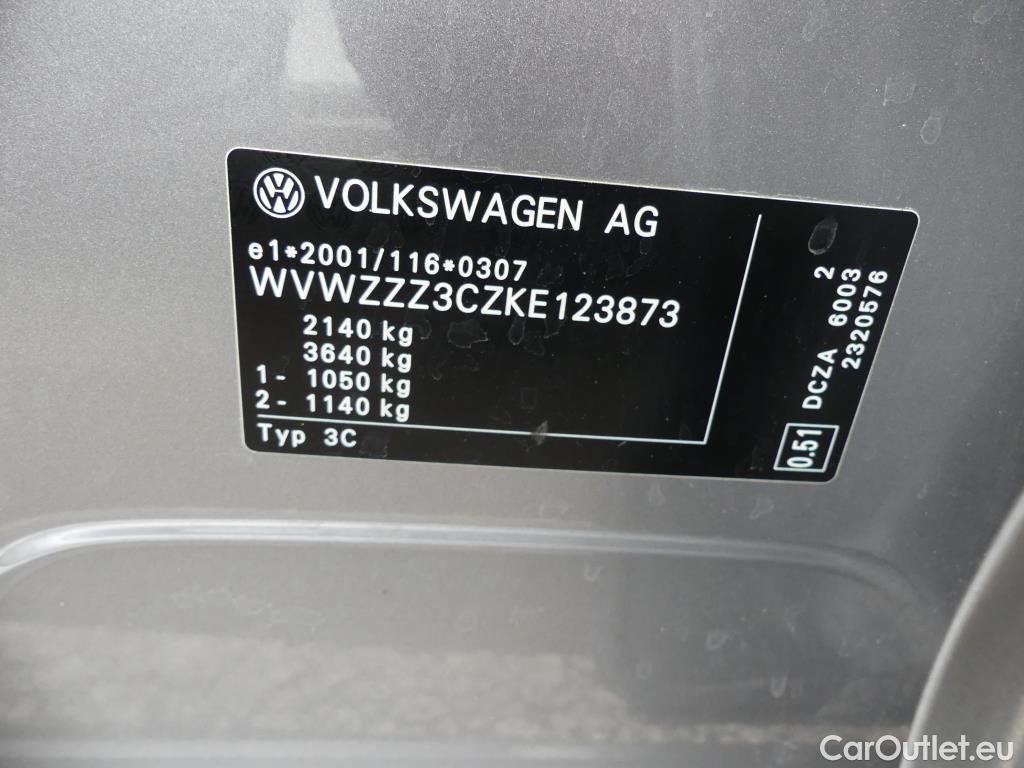 VOLKSWAGEN AG
e1*2001/116*0307
WVWZZZ3CZKE123873
2140 kg
3640 kg
1- 1050 kg
2- 1140 kg
Typ 3C
0.51 DCZA 6003 2
2320576
CarOutlet.eu